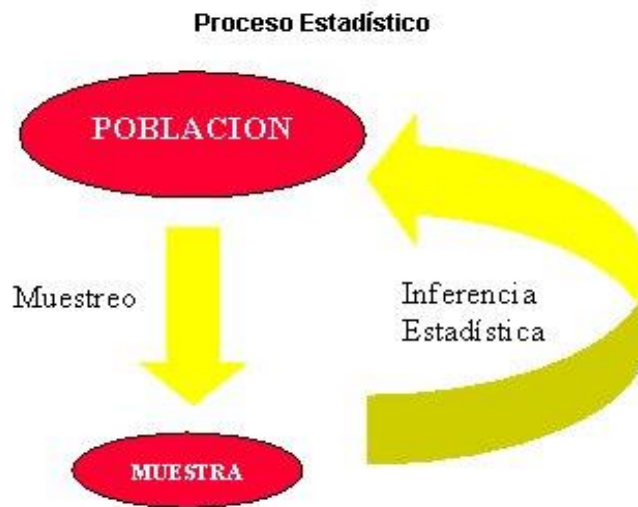 Proceso Estadístico
POBLACION
Muestreo
Inferencia
Estadística
MUESTRA